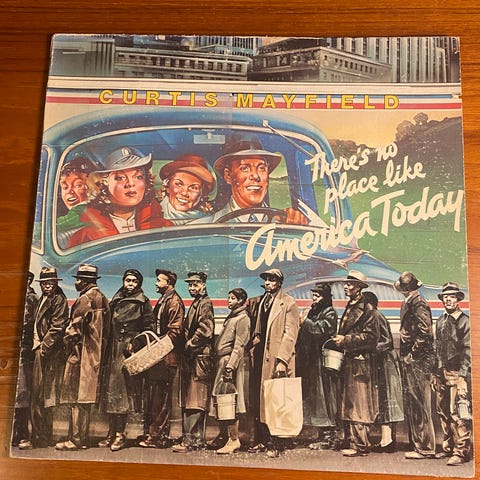 CURTIS MAYFIELD
There's no
place like
America Today